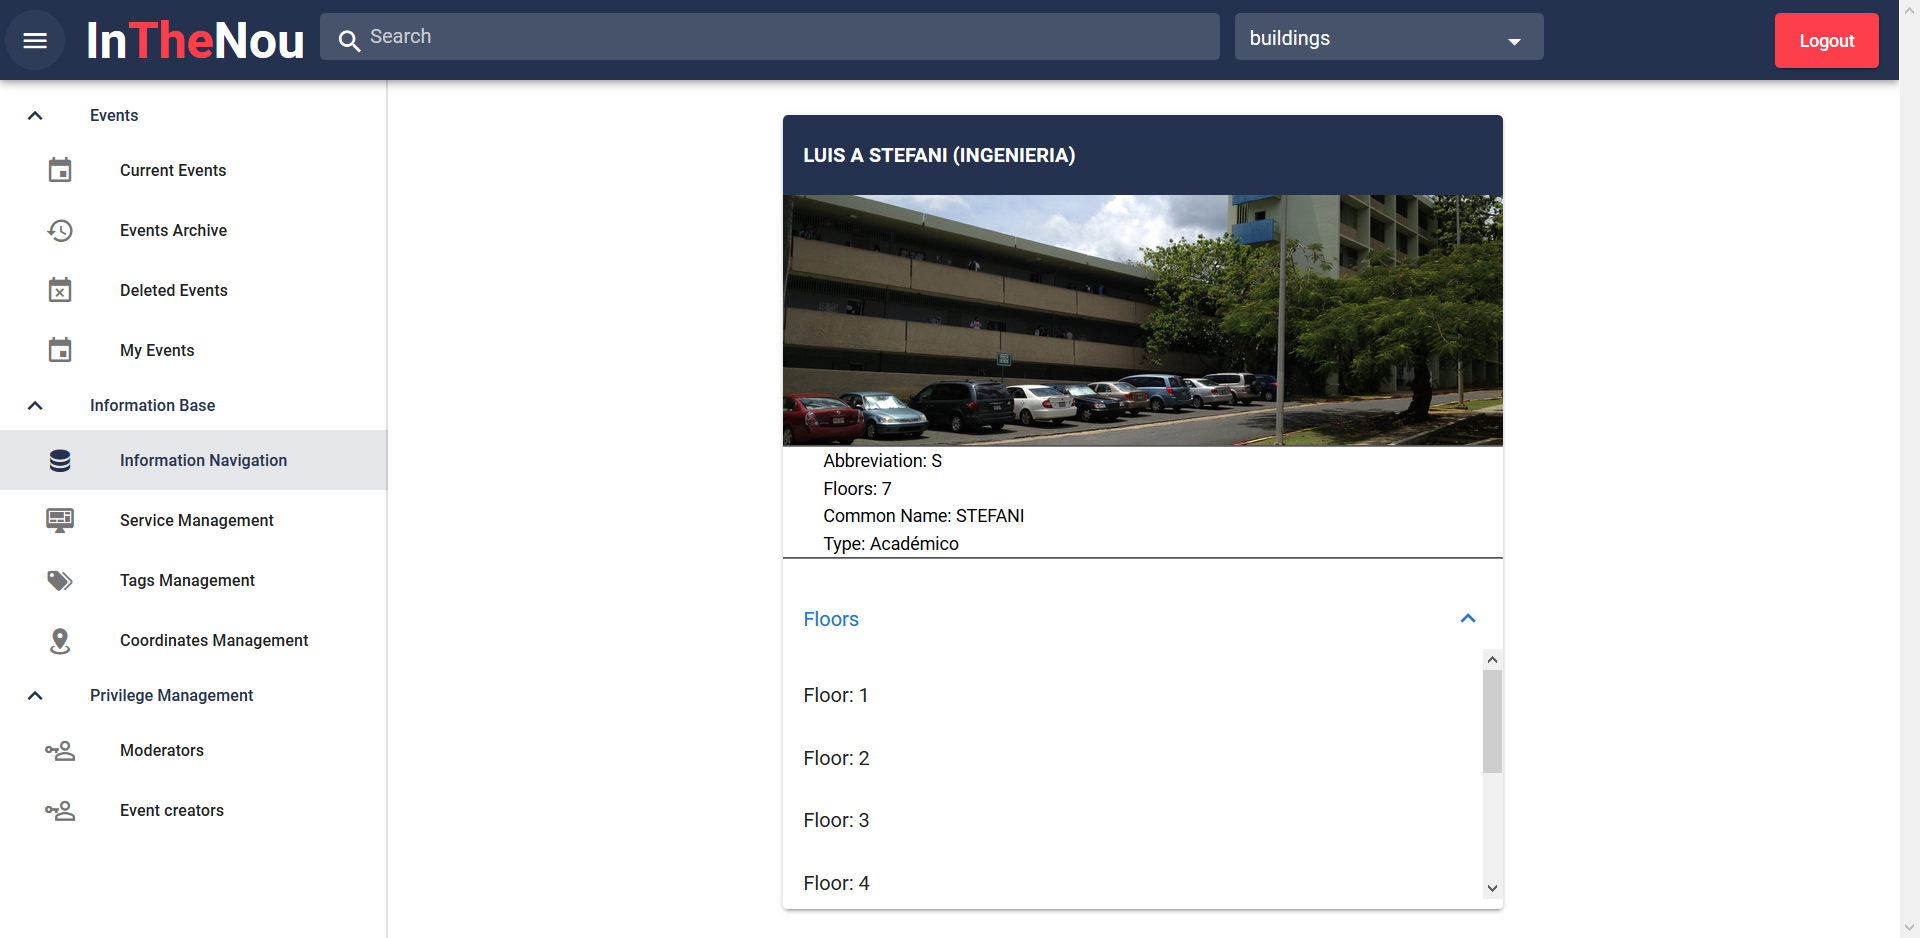 InTheNou
Search
buildings
Logout
Events
Current Events
Events Archive
Deleted Events
My Events
Information Base
Information Navigation
Service Management
Tags Management
Coordinates Management
Privilege Management
Moderators
Event creators
LUIS A STEFANI (INGENIERIA)
Abbreviation: S
Floors: 7
Common Name: STEFANI
Type: Académico
Floors
Floor: 1
Floor: 2
Floor: 3
Floor: 4